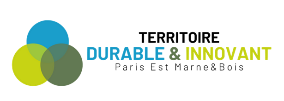 TERRITOIRE
DURABLE & INNOVANT
Paris Est Marne&Bois